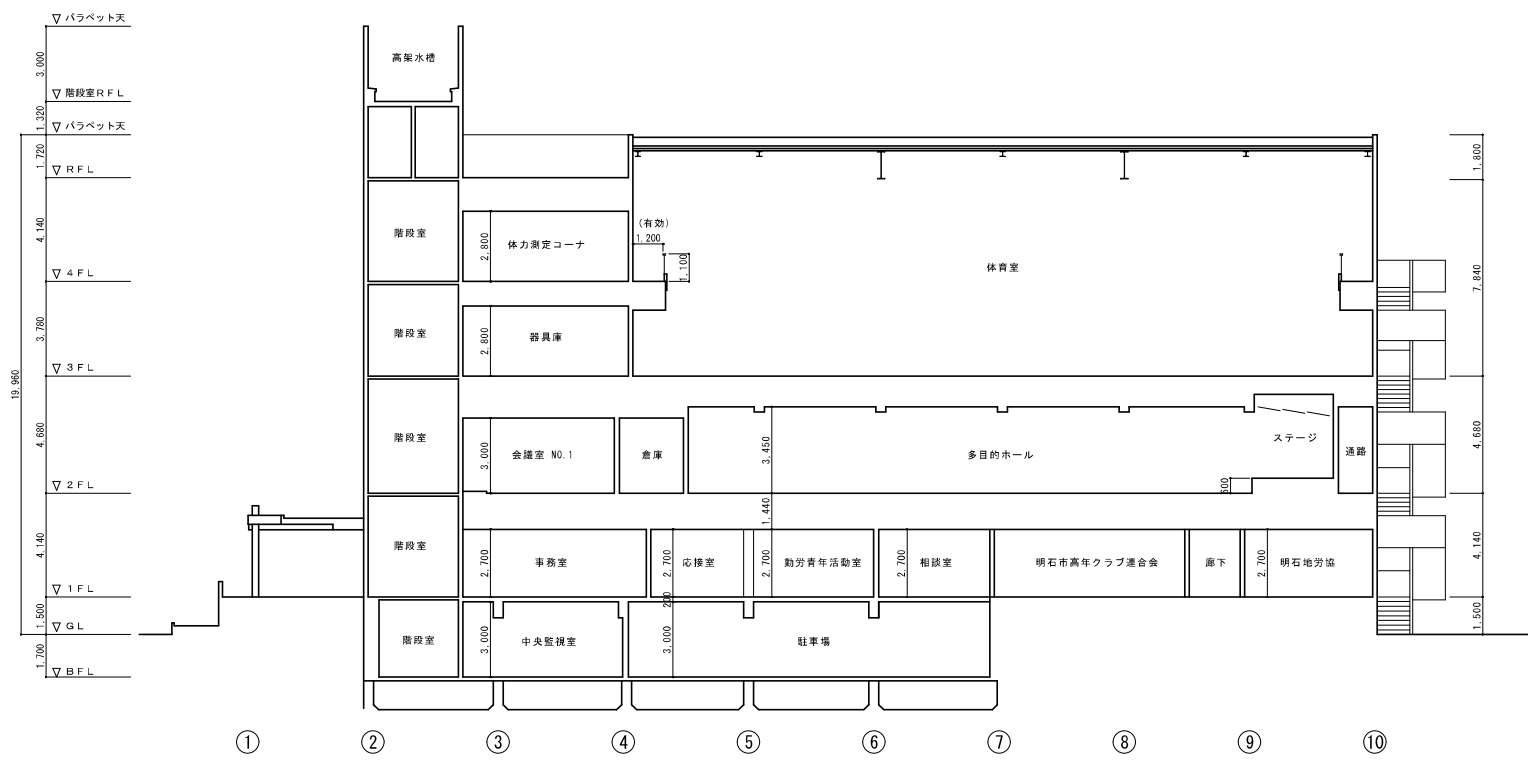 ▽ パラペット天
3,000
高架水槽
▽ 階段室RFL
1,320
▽ パラペット天
1,720
1,800
▽ RFL
4,140
(有効)
1,200
階段室
2,800
体力測定コーナ
1,100
体育室
▽ 4FL
7,840
3,780
階段室
2,800
器具庫
▽ 3FL
19,960
4,680
階段室
3,000
会議室 NO.1
倉庫
3,450
多目的ホール
ステージ
通路
4,680
600
▽ 2FL
1,440
4,140
階段室
2,700
事務室
2,700
応接室
2,700
勤労青年活動室
2,700
相談室
明石市高年クラブ連合会
廊下
2,700
明石地労協
4,140
▽ 1FL
200
1,500
1,500
▽ GL
1,700
階段室
3,000
中央監視室
3,000
駐車場
▽ BFL
① ② ③ ④ ⑤ ⑥ ⑦ ⑧ ⑨ ⑩